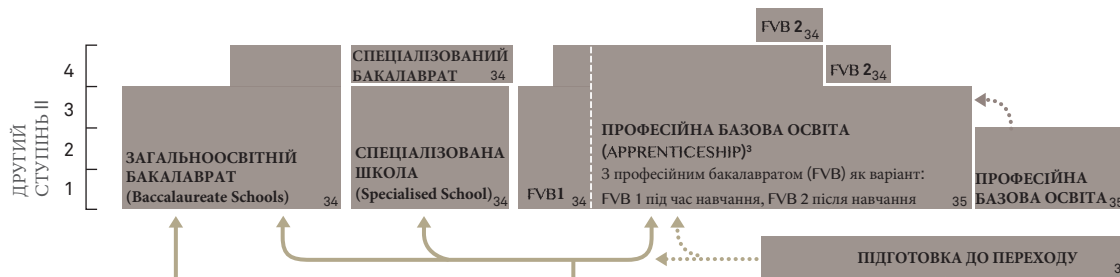 FVB 2 34
4
СПЕЦІАЛІЗОВАНИЙ
БАКАЛАВРАТ 34
FVB 2 34
ДРУГИЙ
СТУПІНЬ II
3
2
1
ЗАГАЛЬНООСВІТНІЙ
БАКАЛАВРАТ
(Baccalaureate Schools) 34
СПЕЦІАЛІЗОВАНА
ШКОЛА
(Specialised School) 34
FVB1 34
ПРОФЕСІЙНА БАЗОВА ОСВІТА
(APPRENTICESHIP)³
З професійним бакалавратом (FVB) як варіант:
FVB 1 під час навчання, FVB 2 після навчання 35
ПРОФЕСІЙНА
БАЗОВА ОСВІТА 35
ПІДГОТОВКА ДО ПЕРЕХОДУ